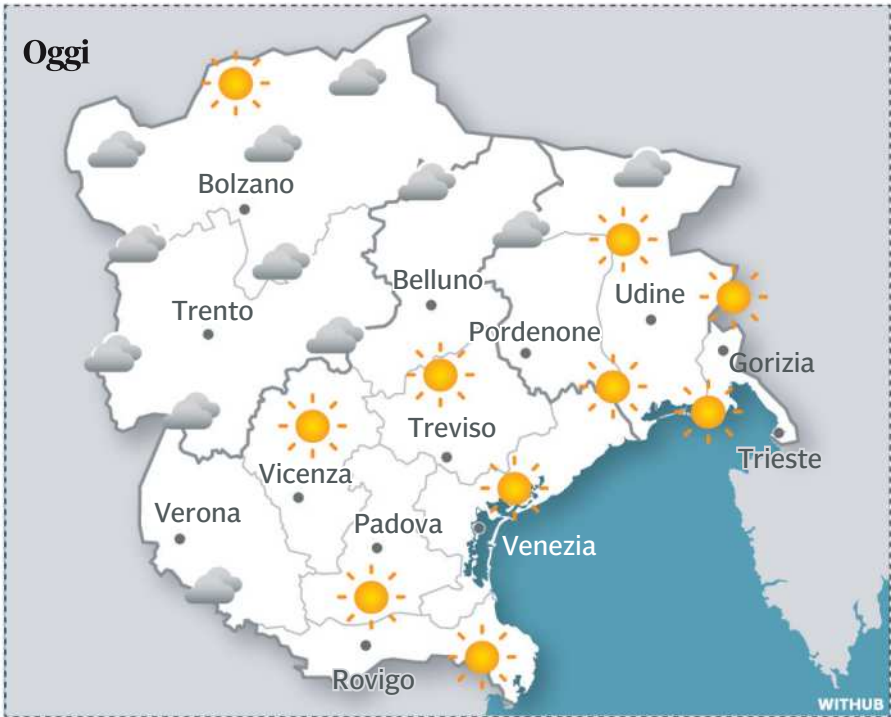 Oggi
Bolzano
Belluno
Udine
Trento
Pordenone
Gorizia
Treviso
Trieste
Vicenza
Verona
Padova
Venezia
Rovigo
WITHUB